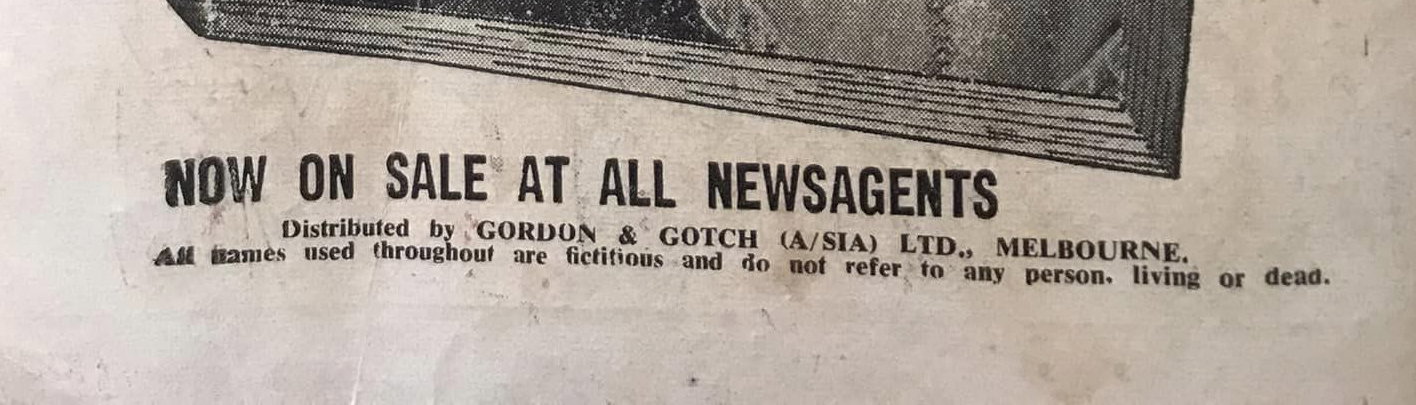 NOW ON SALE AT ALL NEWSAGENTS
Distributed by GORDON & GOTCH (A/SIA) LTD., MELBOURNE.
All names used throughout are fictitious and do not refer to any person, living or dead.